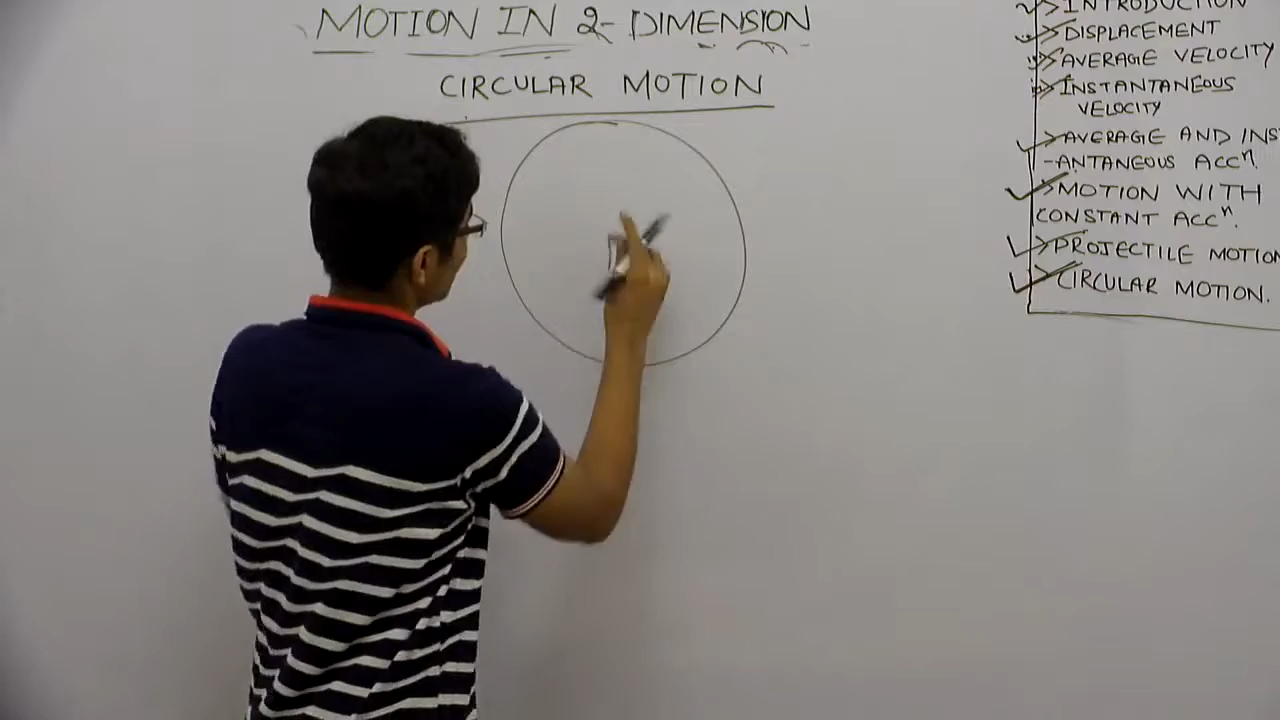 MOTION IN 2-DIMENSION
CIRCULAR MOTION
> INTRODUCTION
> DISPLACEMENT
> AVERAGE VELOCITY
> INSTANTANEOUS
VELOCITY
> AVERAGE AND INS
-ANTANEOUS ACCⁿ.
> MOTION WITH
CONSTANT ACCⁿ.
> PROJECTILE MOTION
> CIRCULAR MOTION.